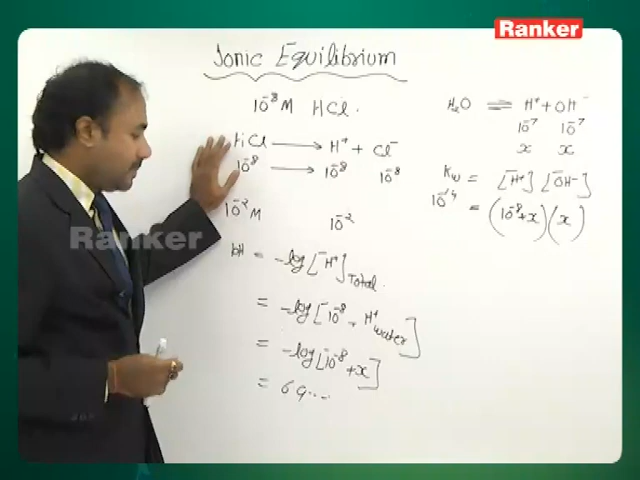 Ranker
Ionic Equilibrium
10⁻⁸ M HCl.
HCl ⟶ H⁺ + Cl⁻
10⁻⁸ ⟶ 10⁻⁸ 10⁻⁸
10⁻² M 10⁻²
pH = -log[H⁺]Total.
= -log[10⁻⁸ + H⁺water]
= -log[10⁻⁸ + x]
= 6.9...
H₂O ⇌ H⁺ + OH⁻
10⁻⁷ 10⁻⁷
x x
Kw = [H⁺] [OH⁻]
10⁻¹⁴ = (10⁻⁸+x)(x)
Ranker